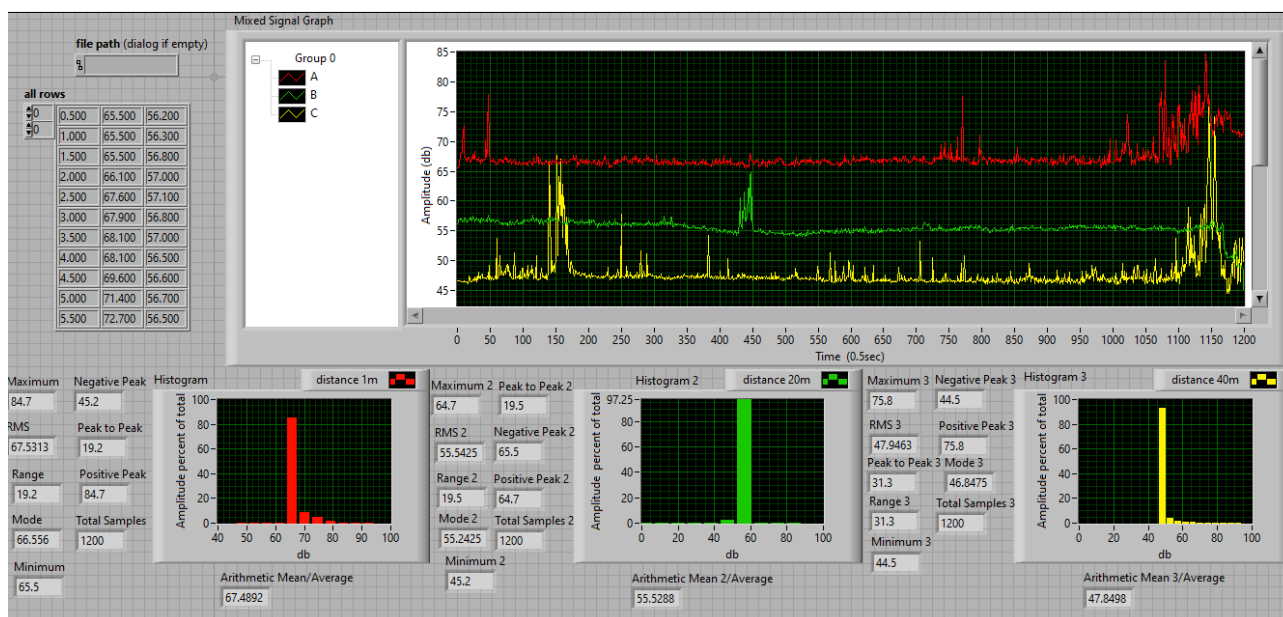 Mixed Signal Graph
file path (dialog if empty)
all rows
0
0
0.500 65.500 56.200
1.000 65.500 56.300
1.500 65.500 56.800
2.000 66.100 57.000
2.500 67.600 57.100
3.000 67.900 56.800
3.500 68.100 57.000
4.000 68.100 56.500
4.500 69.600 56.600
5.000 71.400 56.700
5.500 72.700 56.500
Group 0
A
B
C
Amplitude (db)
85
80
75
70
65
60
55
50
45
0 50 100 150 200 250 300 350 400 450 500 550 600 650 700 750 800 850 900 950 1000 1050 1100 1150 1200
Time (0.5sec)
Maximum
84.7
Negative Peak
45.2
RMS
67.5313
Peak to Peak
19.2
Range
19.2
Positive Peak
84.7
Mode
66.556
Total Samples
1200
Minimum
65.5
Histogram
distance 1m
Amplitude percent of total
100
80
60
40
20
0
40 50 60 70 80 90 100
db
Arithmetic Mean/Average
67.4892
Maximum 2
64.7
Peak to Peak 2
19.5
RMS 2
55.5425
Negative Peak 2
65.5
Range 2
19.5
Positive Peak 2
64.7
Mode 2
55.2425
Total Samples 2
1200
Minimum 2
45.2
Histogram 2
distance 20m
Amplitude percent of total
97.25
80
60
40
20
0
0 20 40 60 80 100
db
Arithmetic Mean 2/Average
55.5288
Maximum 3
75.8
Negative Peak 3
44.5
RMS 3
47.9463
Positive Peak 3
75.8
Peak to Peak 3
31.3
Mode 3
46.8475
Range 3
31.3
Total Samples 3
1200
Minimum 3
44.5
Histogram 3
distance 40m
Amplitude percent of total
100
80
60
40
20
0
0 20 40 60 80 100
db
Arithmetic Mean 3/Average
47.8498